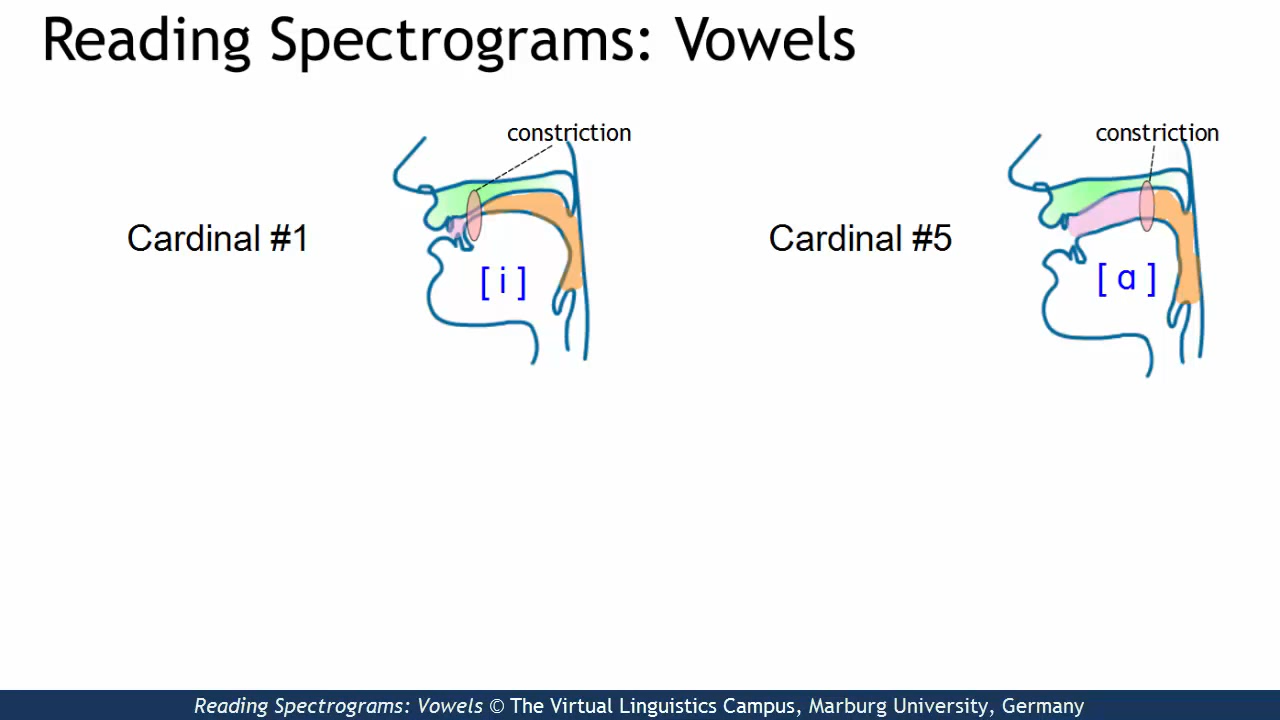 Reading Spectrograms: Vowels
constriction
constriction
Cardinal #1
Cardinal #5
[ i ]
[ ɑ ]
Reading Spectrograms: Vowels © The Virtual Linguistics Campus, Marburg University, Germany